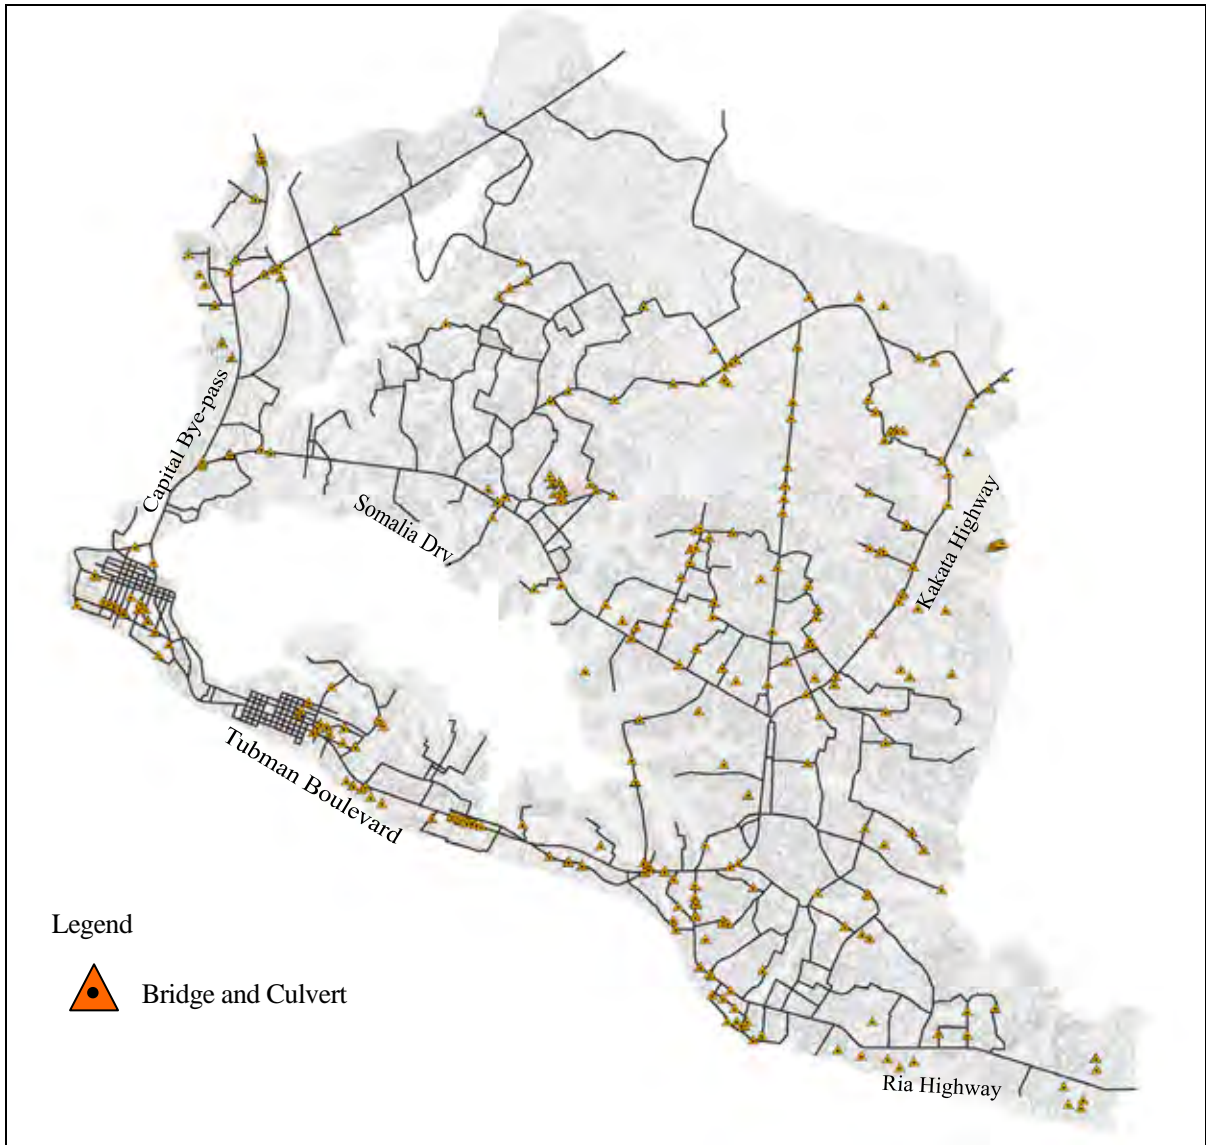 Capital Bye-pass
Somalia Drv
Kakata Highway
Tubman Boulevard
Legend
Bridge and Culvert
Ria Highway